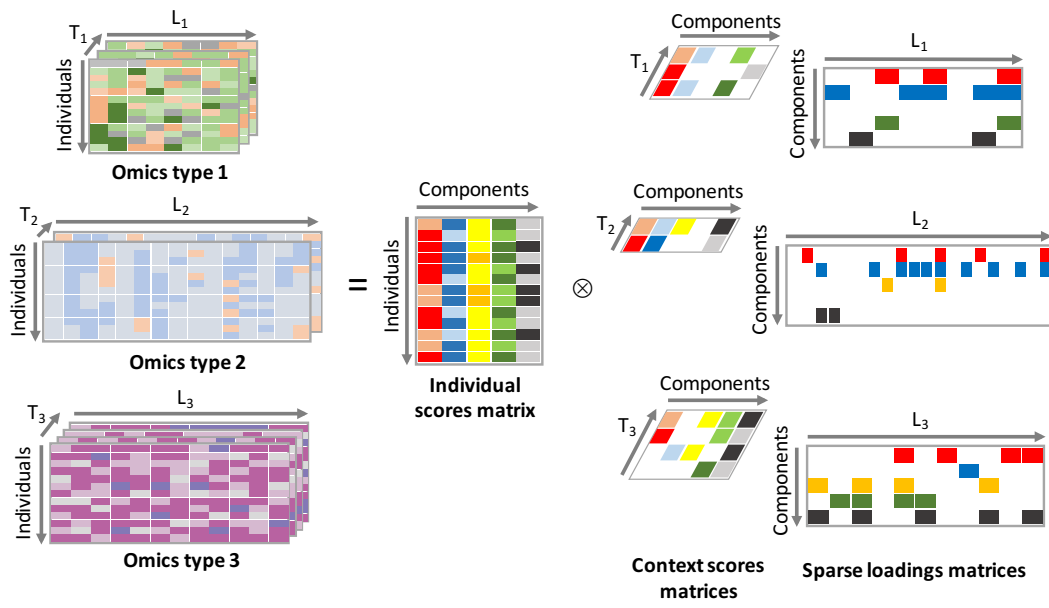 T1
L1
Individuals
Omics type 1
T2
L2
Individuals
Omics type 2
T3
L3
Individuals
Omics type 3
=
Components
Individuals
Individual
scores matrix
⊗
Components
T1
Components
T2
Components
T3
Context scores
matrices
L1
Components
L2
Components
L3
Components
Sparse loadings matrices